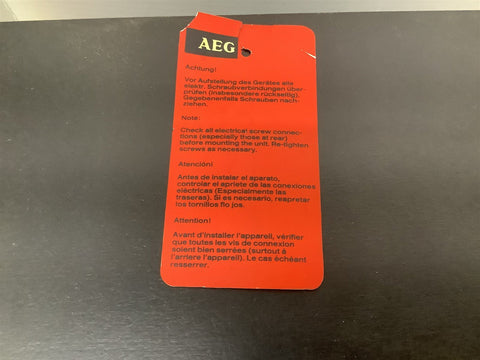 AEG
Achtung!
Vor Aufstellung des Gerätes alle
elektr. Schraubverbindungen über-
prüfen (insbesondere rückseitig).
Gegebenenfalls Schrauben nach-
ziehen.
Note:
Check all electrical screw connec-
tions (especially those at rear)
before mounting the unit. Re-tighten
screws as necessary.
Atención!
Antes de instalar el aparato,
controlar el apriete de las conexiones
eléctricas (Especialmente las
traseras). Si es necesario, reapretar
los tornillos flo jos.
Attention!
Avant d'installer l'appareil, vérifier
que toutes les vis de connexion
soient bien serrées (surtout à
l'arriere l'appareil). Le cas échéant
resserrer.